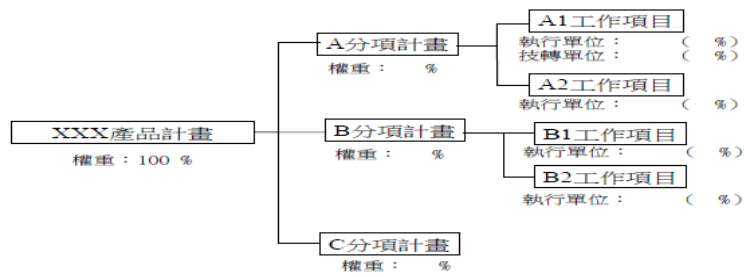 A1工作項目
執行單位： ( %)
技轉單位： ( %)
A分項計畫
權重： %
A2工作項目
執行單位： ( %)
XXX產品計畫
權重：100 %
B分項計畫
權重： %
B1工作項目
執行單位： ( %)
B2工作項目
執行單位： ( %)
C分項計畫
權重： %